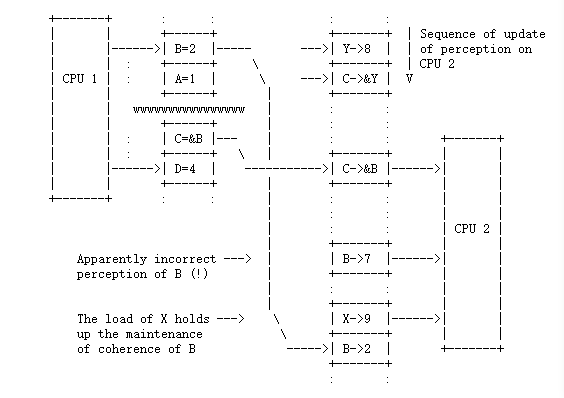 B=2 Y->8 Sequence of update
of perception on
CPU 1 A=1 C->&Y V CPU 2
wwwwwwwwwwwwwwww
C=&B
D=4 C->&B
CPU 2
Apparently incorrect ---> B->7
perception of B (!)
The load of X holds ---> X->9
up the maintenance
of coherence of B B->2